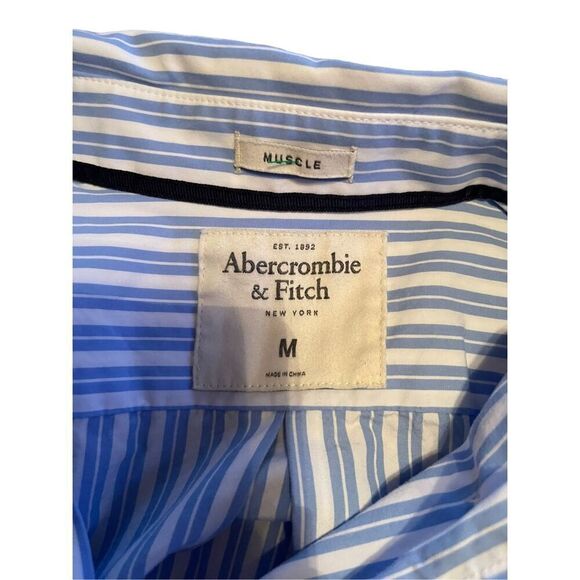 MUSCLE
EST. 1892
Abercrombie
& Fitch
NEW YORK
M
MADE IN CHINA